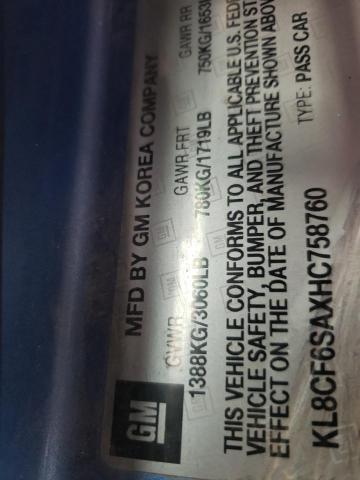 MFD BY GM KOREA COMPANY
GVWR GAWR FRT GAWR RR
1388KG/3060LB 780KG/1719LB 750KG/1653
THIS VEHICLE CONFORMS TO ALL APPLICABLE U.S. FEDE
VEHICLE SAFETY, BUMPER, AND THEFT PREVENTION ST
EFFECT ON THE DATE OF MANUFACTURE SHOWN ABOV
KL8CF6SAXHC758760 TYPE: PASS CAR
GM